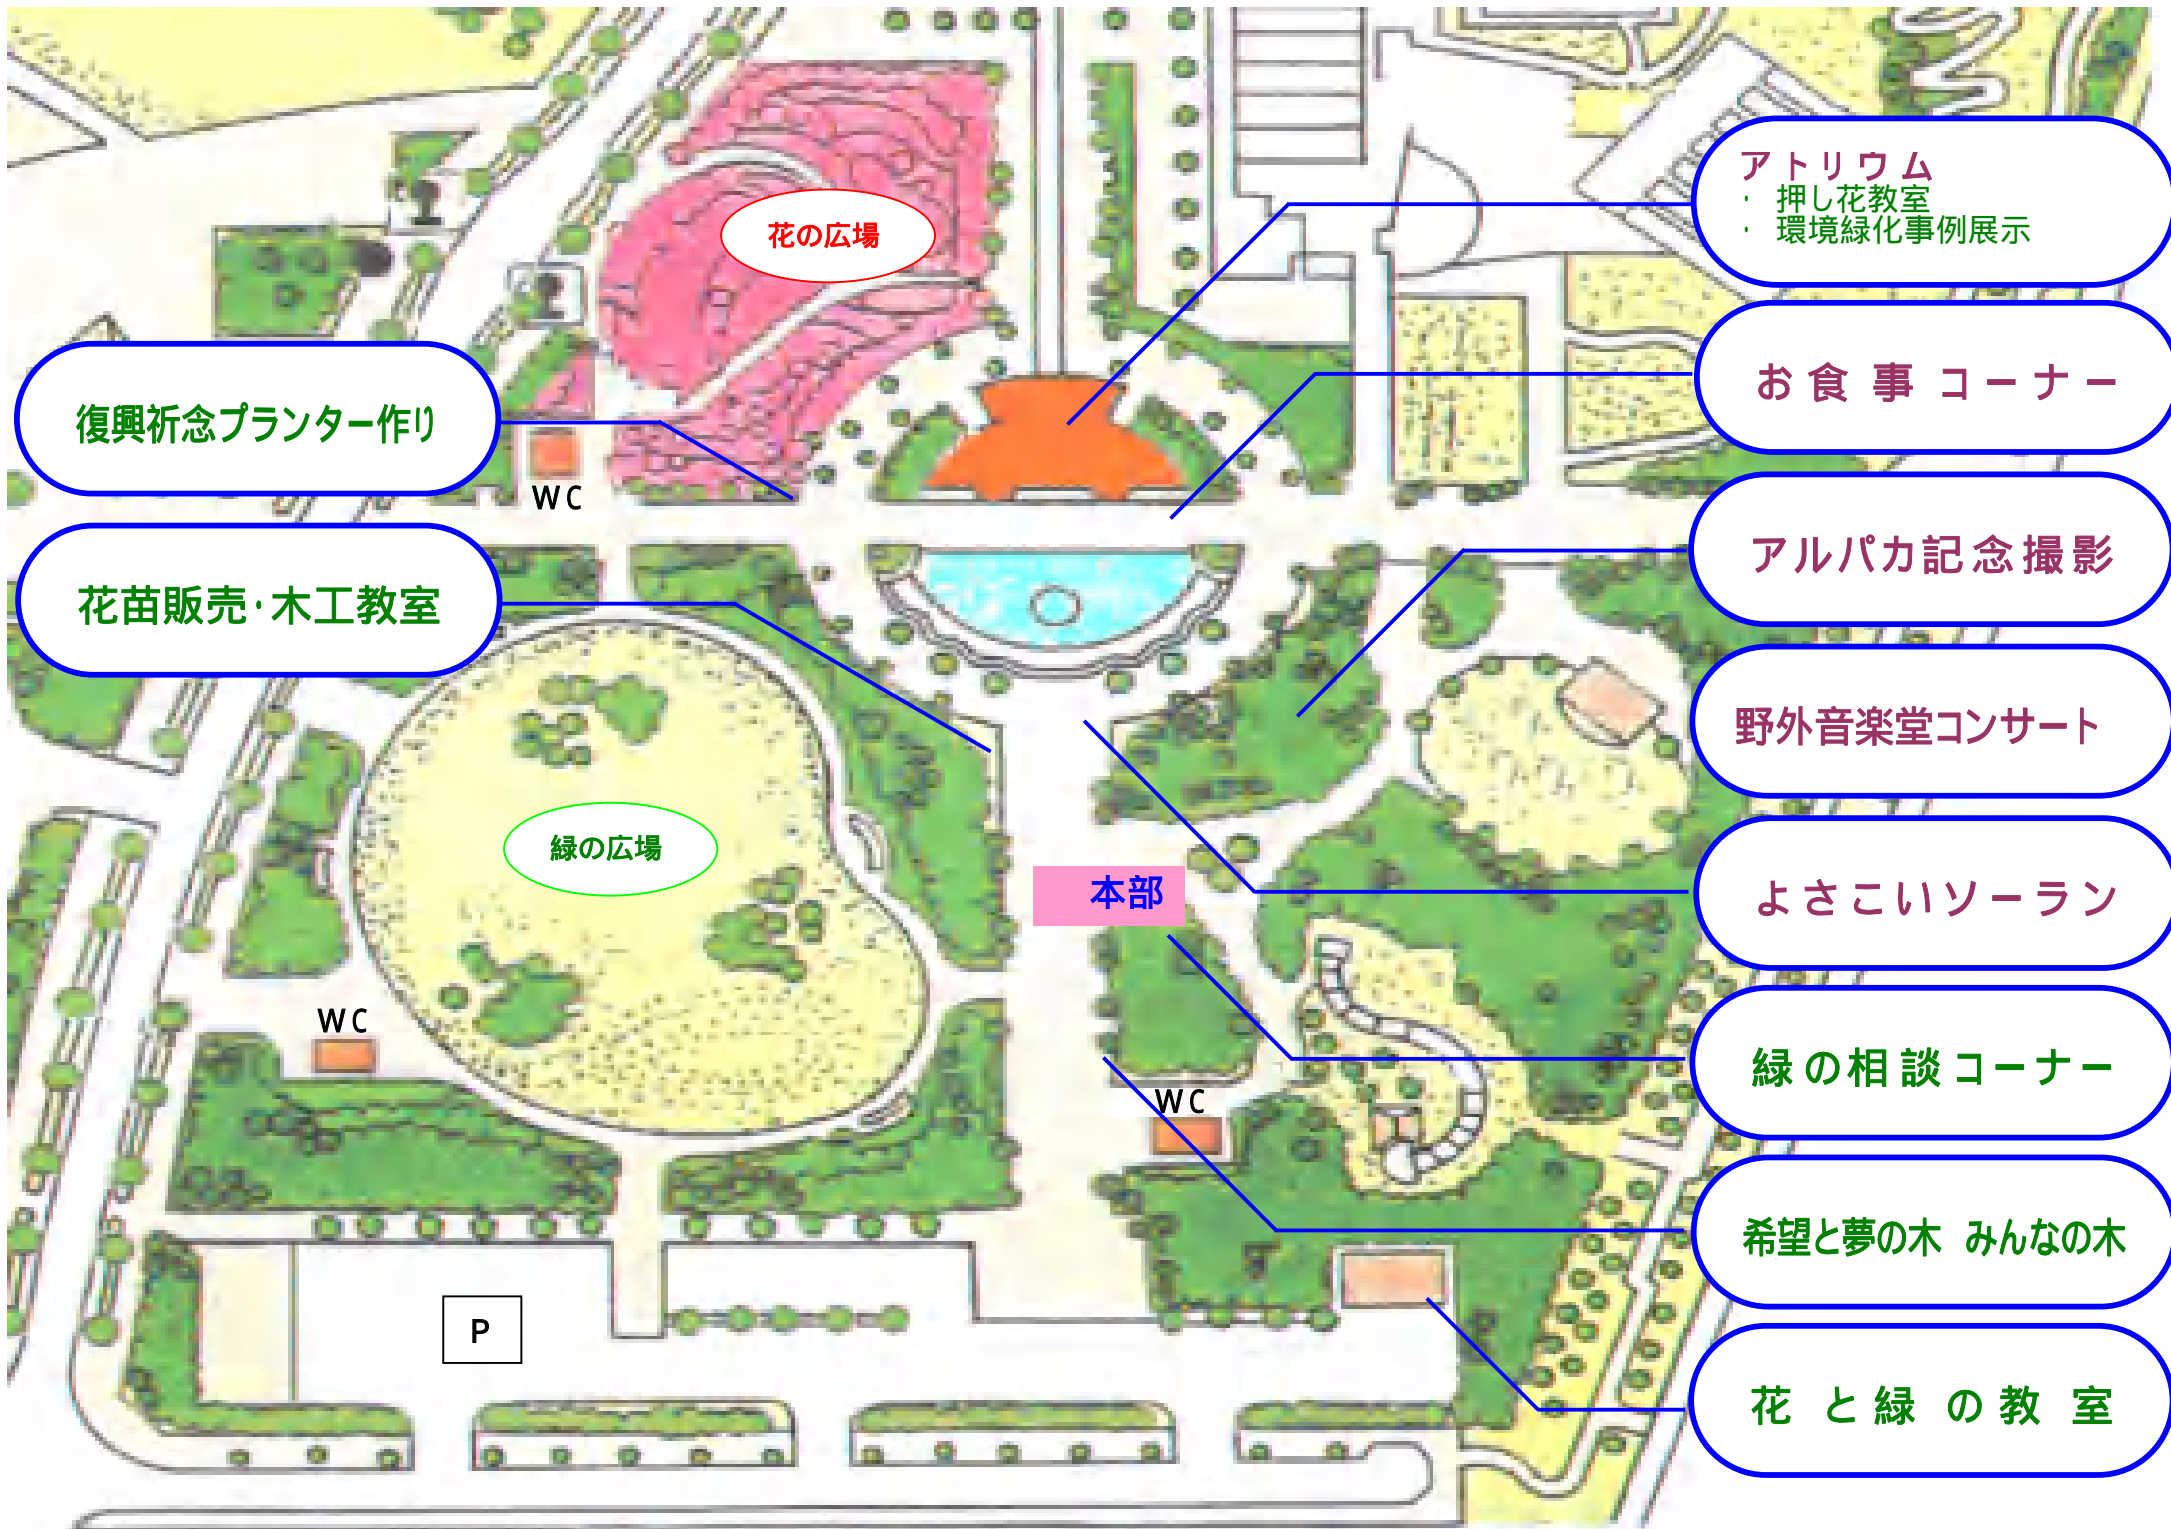 アトリウム
・ 押し花教室
・ 環境緑化事例展示
花の広場
お食事コーナー
復興祈念プランター作り
WC
アルパカ記念撮影
花苗販売・木工教室
野外音楽堂コンサート
緑の広場
本部
よさこいソーラン
WC
緑の相談コーナー
WC
希望と夢の木 みんなの木
P
花と緑の教室